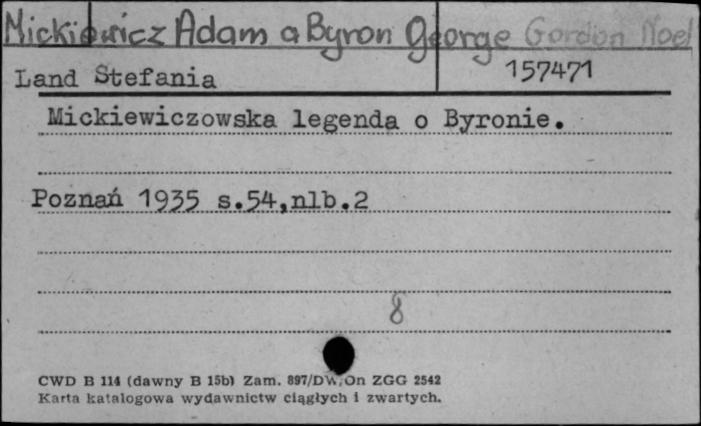 Mickiewicz Adam a Byron George Gordon Noel
Land Stefania 157471
Mickiewiczowska legenda o Byronie.
Poznań 1935 s.54,nlb.2
8
CWD B 114 (dawny B 15b) Zam. 897/DW/On ZGG 2542
Karta katalogowa wydawnictw ciągłych i zwartych.